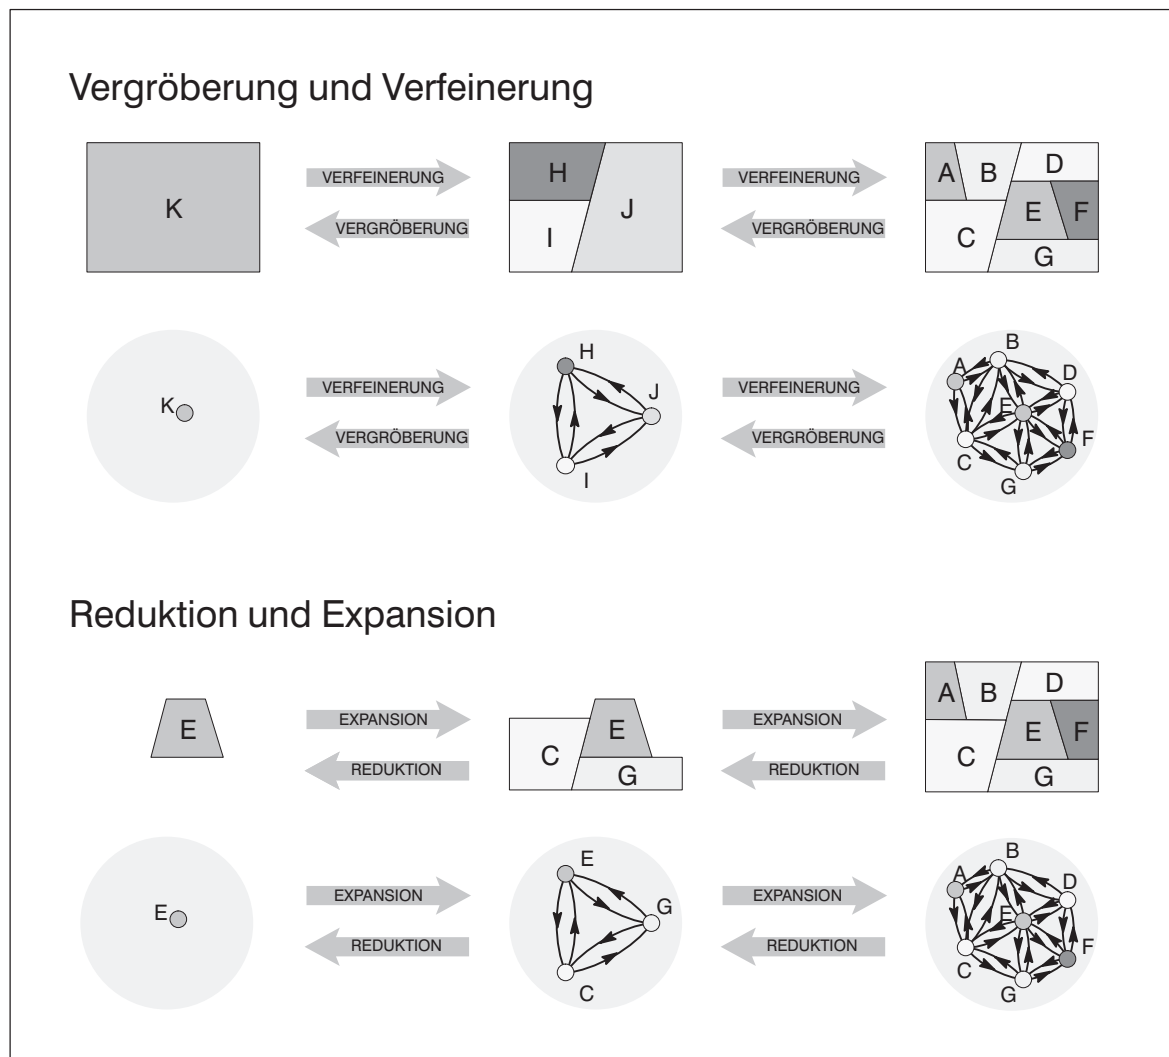 Vergröberung und Verfeinerung
K
VERFEINERUNG
VERGRÖBERUNG
H
I
J
VERFEINERUNG
VERGRÖBERUNG
A B D
C E F
G
K
VERFEINERUNG
VERGRÖBERUNG
H
J
I
VERFEINERUNG
VERGRÖBERUNG
B
A
D
E
F
C
G
Reduktion und Expansion
E
EXPANSION
REDUKTION
C E
G
EXPANSION
REDUKTION
A B D
C E F
G
E
EXPANSION
REDUKTION
E
G
C
EXPANSION
REDUKTION
B
A
D
E
F
C
G